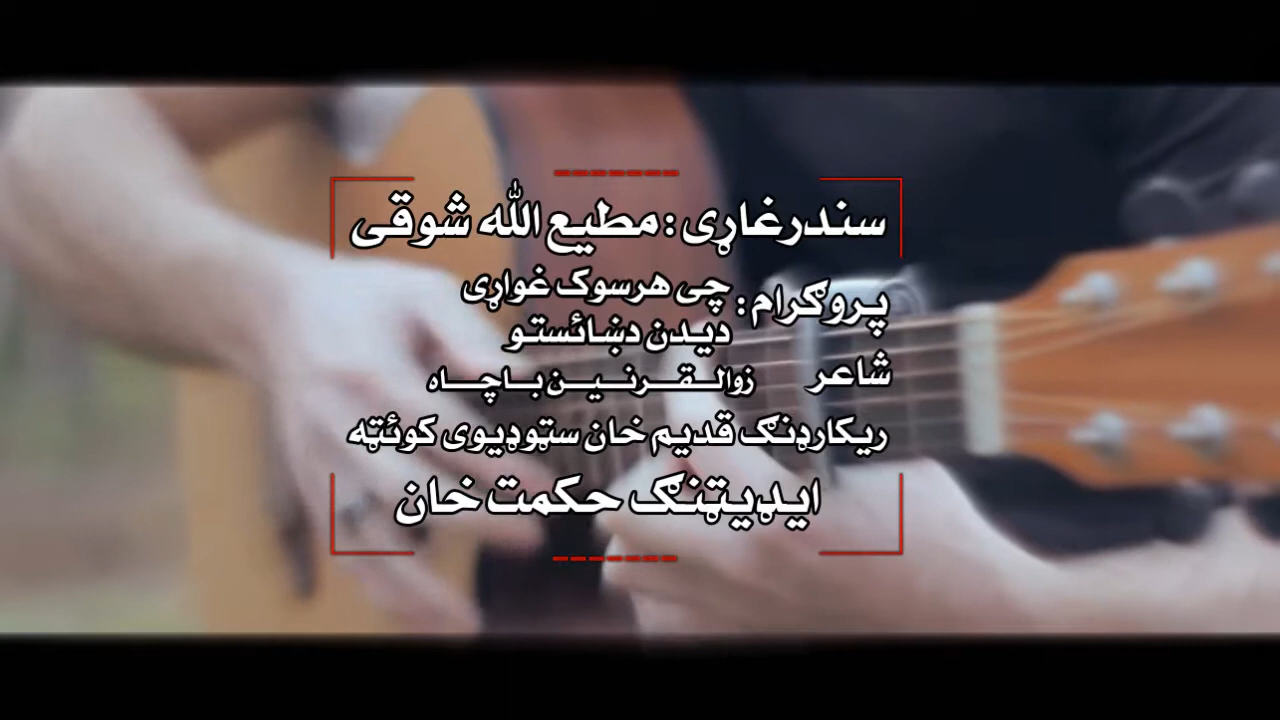 سندرغاړی : مطیع الله شوقی
پروګرام : چی هرسوک غواړی
دیدن دښائستو
شاعر زوالقرنین باچاه
ریکارډنګ قدیم خان سټوډیوی کوئټه
ایډیټنګ حکمت خان